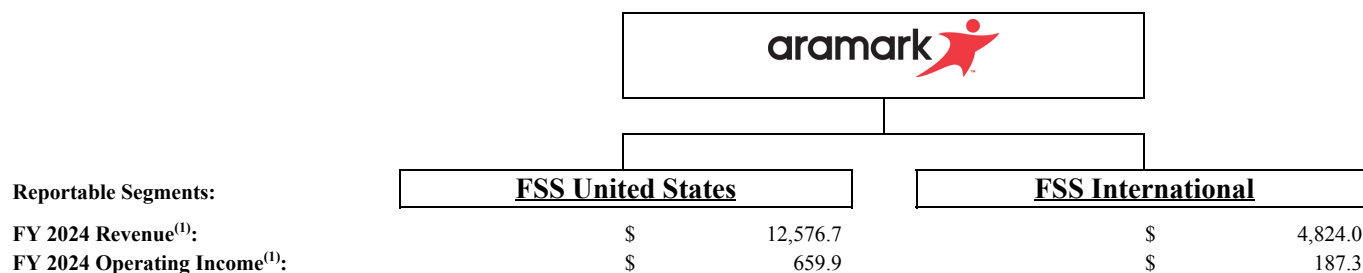 aramark
™
Reportable Segments: FSS United States FSS International
FY 2024 Revenue(1): $ 12,576.7 $ 4,824.0
FY 2024 Operating Income(1): $ 659.9 $ 187.3